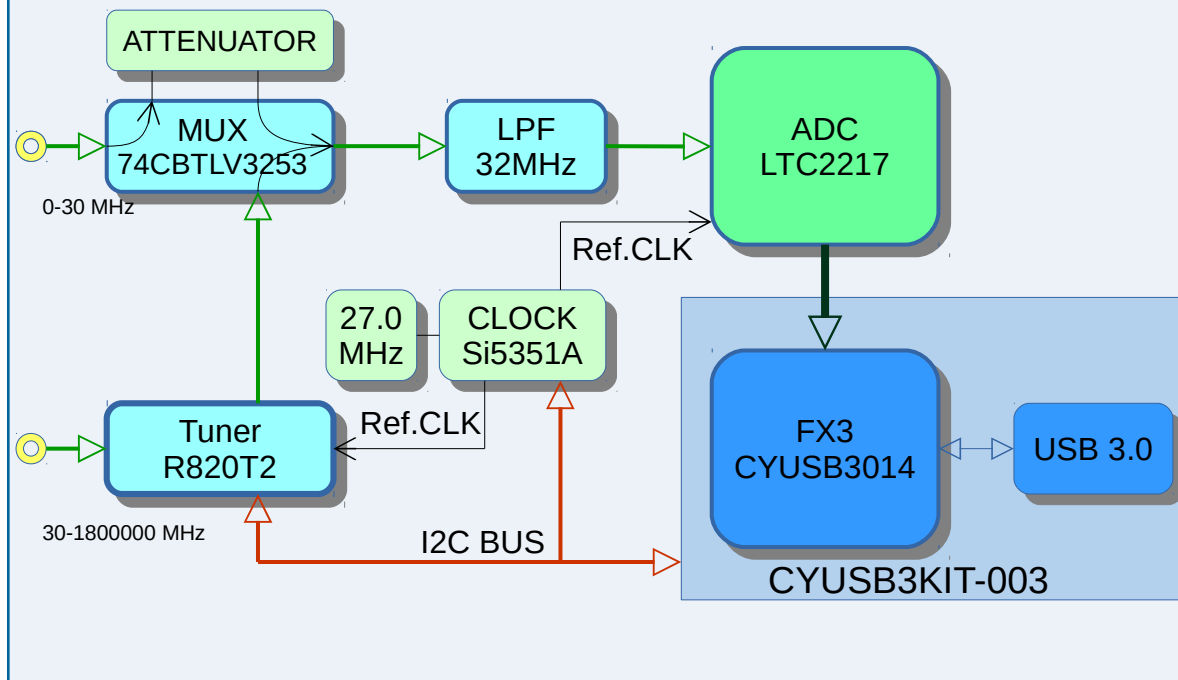 ATTENUATOR
MUX
74CBTLV3253
LPF
32MHz
ADC
LTC2217
0-30 MHz
Ref.CLK
27.0
MHz
CLOCK
Si5351A
Ref.CLK
Tuner
R820T2
FX3
CYUSB3014
USB 3.0
30-1800000 MHz
I2C BUS
CYUSB3KIT-003